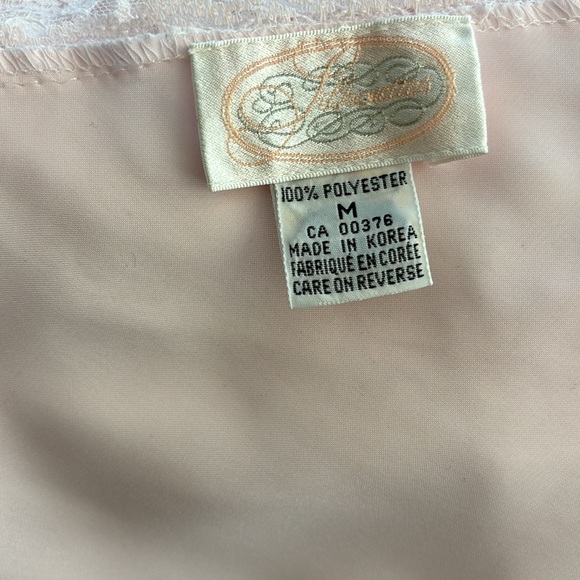 100% POLYESTER
M
CA 00376
MADE IN KOREA
FABRIQUÉ EN CORÉE
CARE ON REVERSE